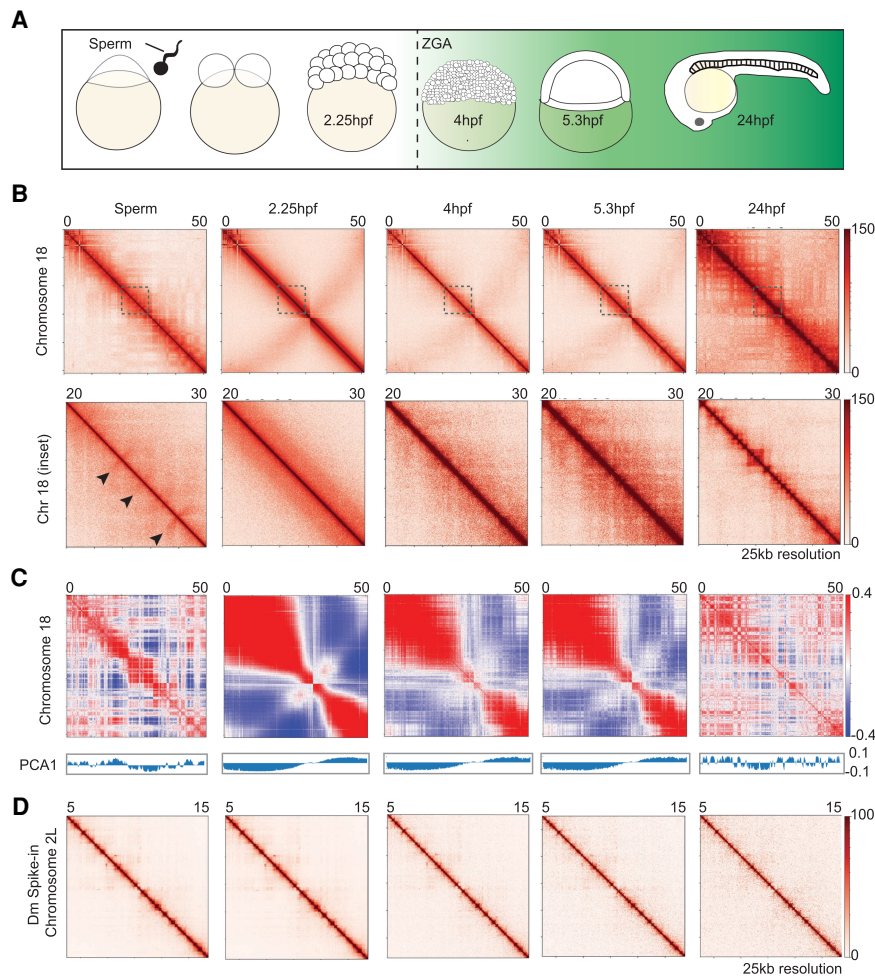 A
Sperm
ZGA
2.25hpf
4hpf
5.3hpf
24hpf
B
Sperm 2.25hpf 4hpf 5.3hpf 24hpf
0 50 0 50 0 50 0 50 0 50
Chromosome 18
150
0
20 30 20 30 20 30 20 30 20 30
Chr 18 (inset)
150
0
25kb resolution
C
0 50 0 50 0 50 0 50 0 50
Chromosome 18
0.4
-0.4
PCA1
0.1
-0.1
D
5 15 5 15 5 15 5 15 5 15
Dm Spike-in
Chromosome 2L
100
0
25kb resolution